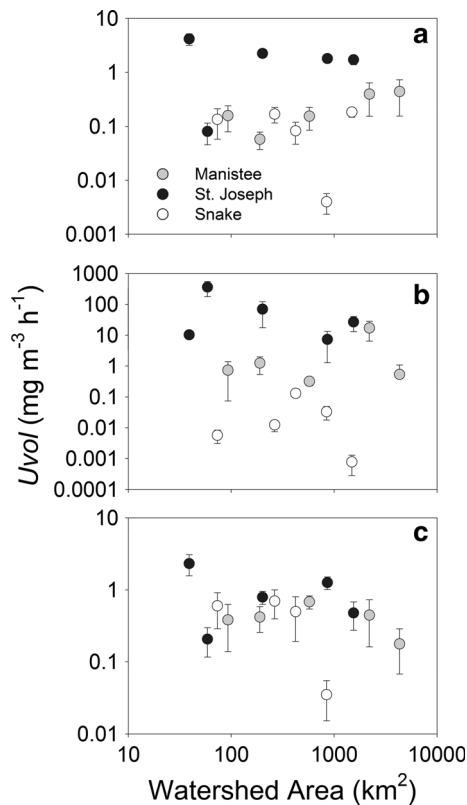 10
1
0.1
0.01
0.001
a
Manistee
St. Joseph
Snake
1000
100
10
1
0.1
0.01
0.001
0.0001
b
Uvol (mg m⁻³ h⁻¹)
10
1
0.1
0.01
c
10 100 1000 10000
Watershed Area (km²)